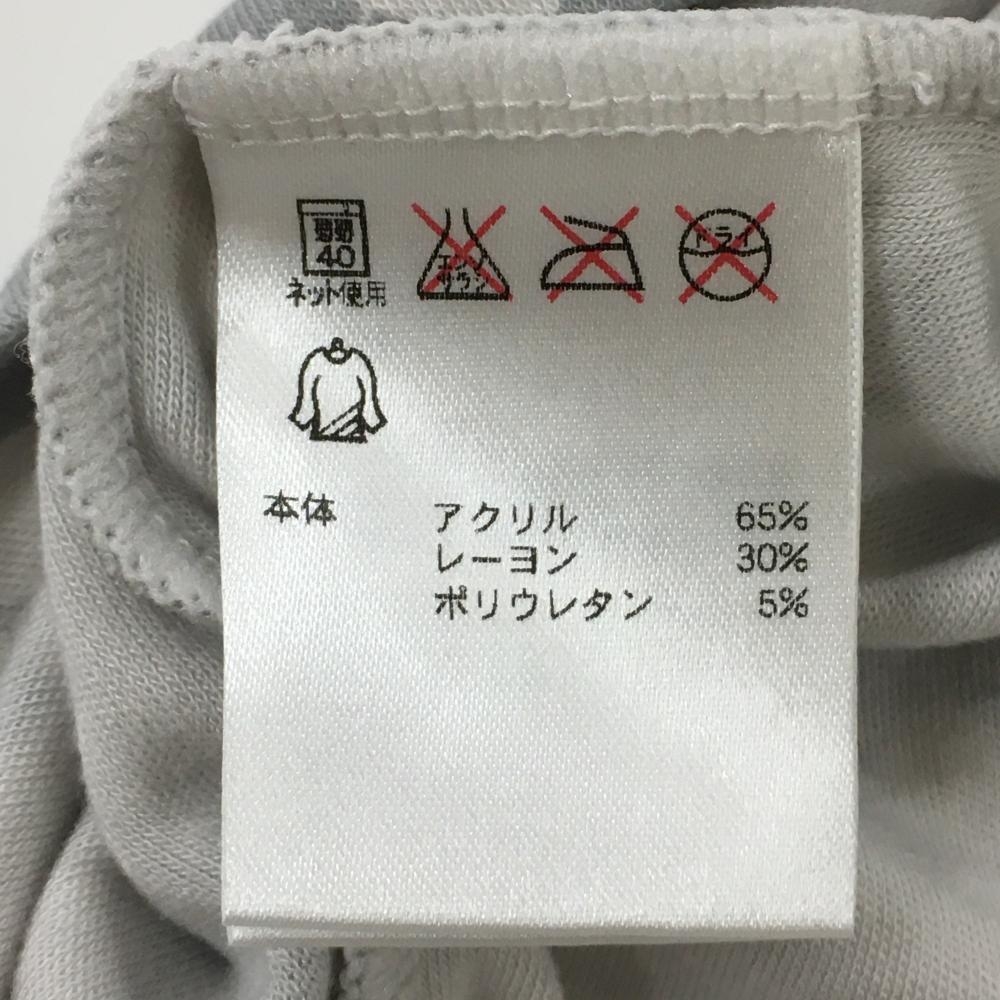 弱
40
ネット使用
エンソ
サラシ
ドライ
本体
アクリル 65%
レーヨン 30%
ポリウレタン 5%